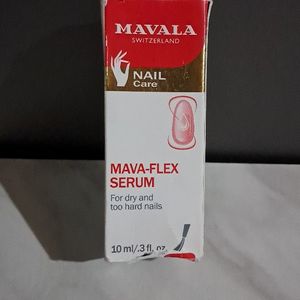 MAVALA
SWITZERLAND
NAIL
Care
MAVA-FLEX
SERUM
For dry and
too hard nails
10 ml/.3 fl. oz